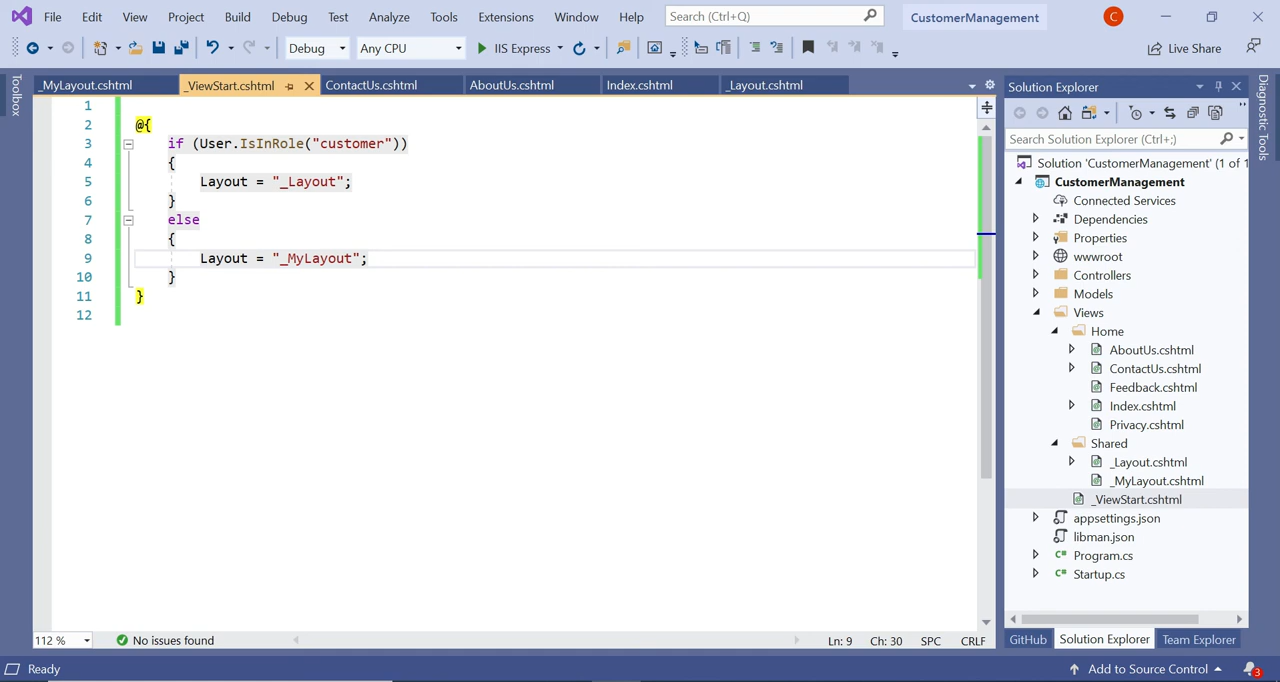 File Edit View Project Build Debug Test Analyze Tools Extensions Window Help Search (Ctrl+Q) CustomerManagement C
Debug Any CPU IIS Express Live Share
Toolbox
_MyLayout.cshtml _ViewStart.cshtml ContactUs.cshtml AboutUs.cshtml Index.cshtml _Layout.cshtml
1
2 @{
3 if (User.IsInRole("customer"))
4 {
5 Layout = "_Layout";
6 }
7 else
8 {
9 Layout = "_MyLayout";
10 }
11 }
12
112 % No issues found Ln: 9 Ch: 30 SPC CRLF
Solution Explorer
Search Solution Explorer (Ctrl+;)
Solution 'CustomerManagement' (1 of 1
CustomerManagement
Connected Services
Dependencies
Properties
wwwroot
Controllers
Models
Views
Home
AboutUs.cshtml
ContactUs.cshtml
Feedback.cshtml
Index.cshtml
Privacy.cshtml
Shared
_Layout.cshtml
_MyLayout.cshtml
_ViewStart.cshtml
appsettings.json
libman.json
C# Program.cs
C# Startup.cs
GitHub Solution Explorer Team Explorer
Diagnostic Tools
Ready Add to Source Control 3